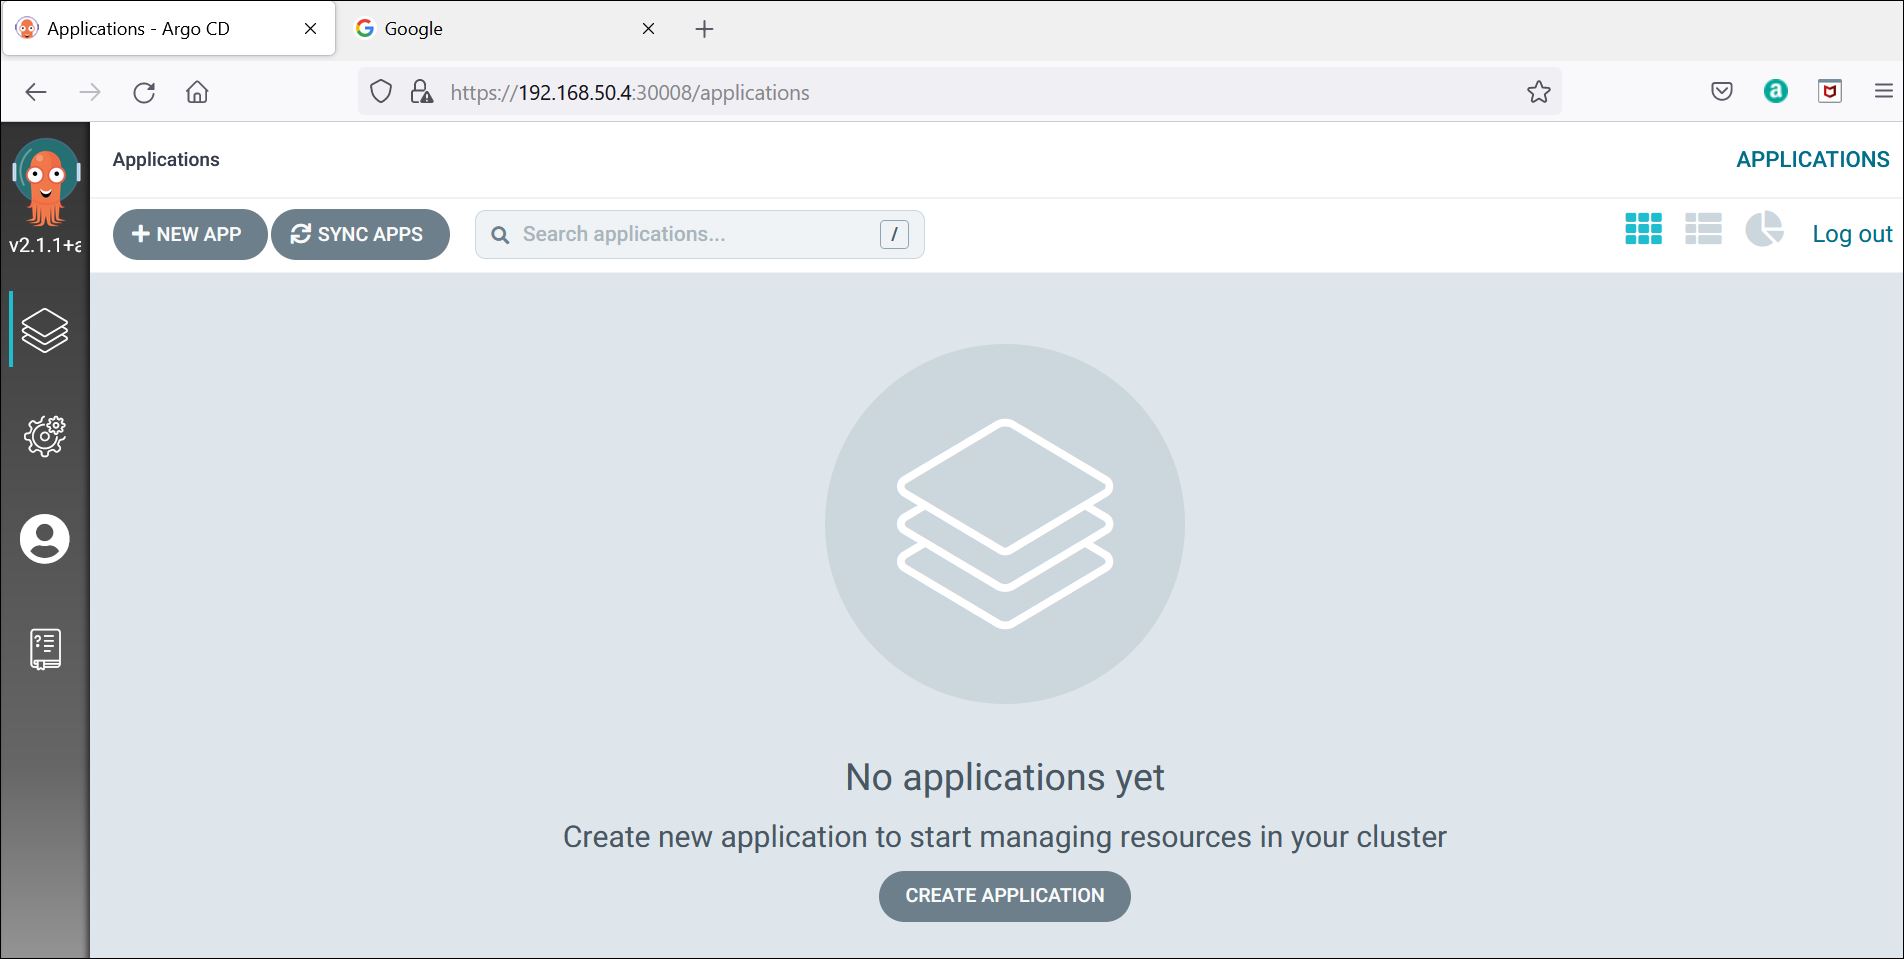 Applications - Argo CD
Google
https://192.168.50.4:30008/applications
Applications
APPLICATIONS
NEW APP
SYNC APPS
Search applications...
/
Log out
v2.1.1+a
No applications yet
Create new application to start managing resources in your cluster
CREATE APPLICATION